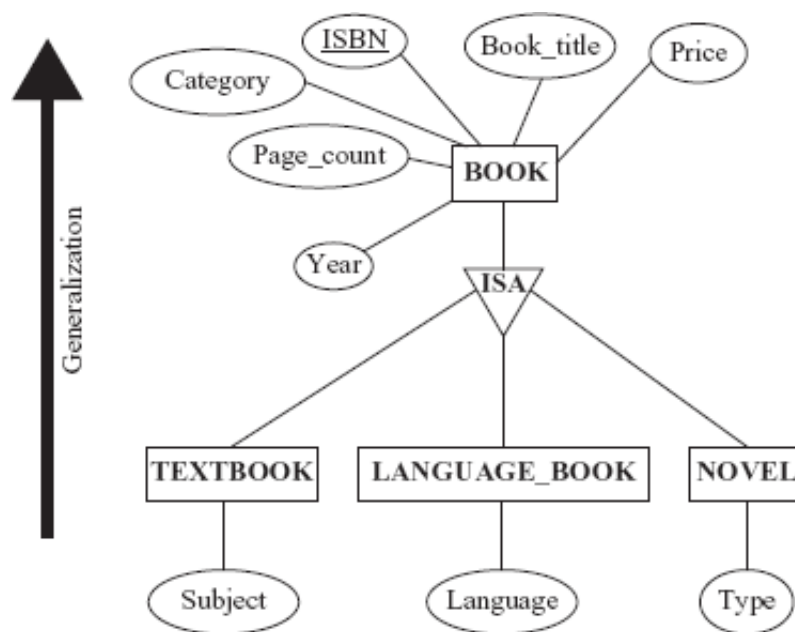 ISBN
Book_title
Price
Category
Page_count
BOOK
Year
ISA
Generalization
TEXTBOOK
LANGUAGE_BOOK
NOVEL
Subject
Language
Type